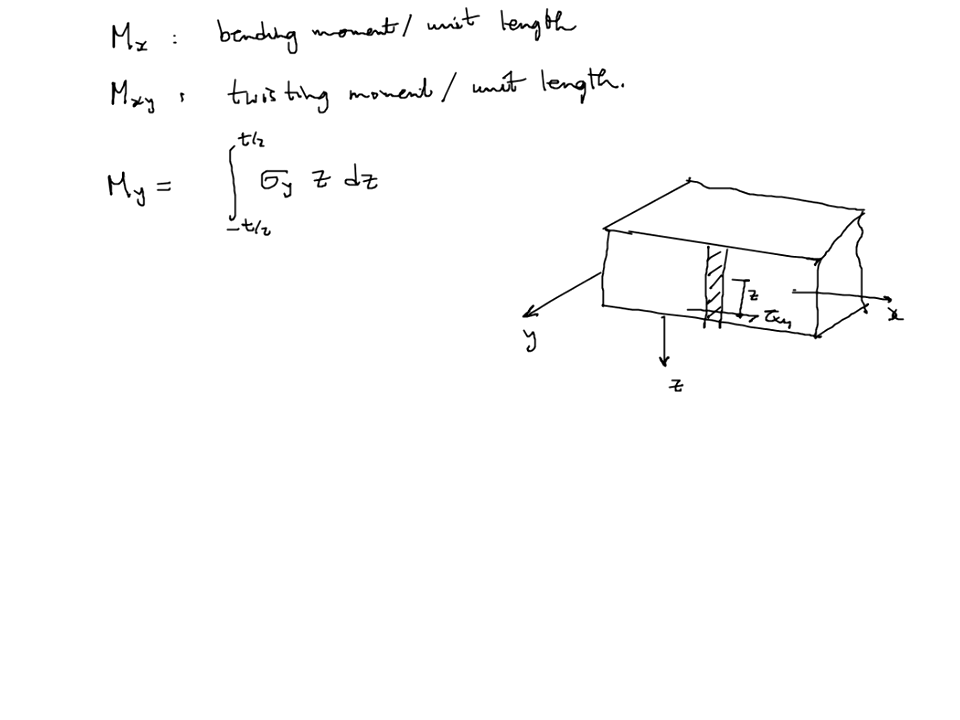 Mx : bending moment/ unit length
Mxy : twisting moment / unit length.
My = ∫_{-t/2}^{t/2} σy z dz
z
τxy
x
y
z